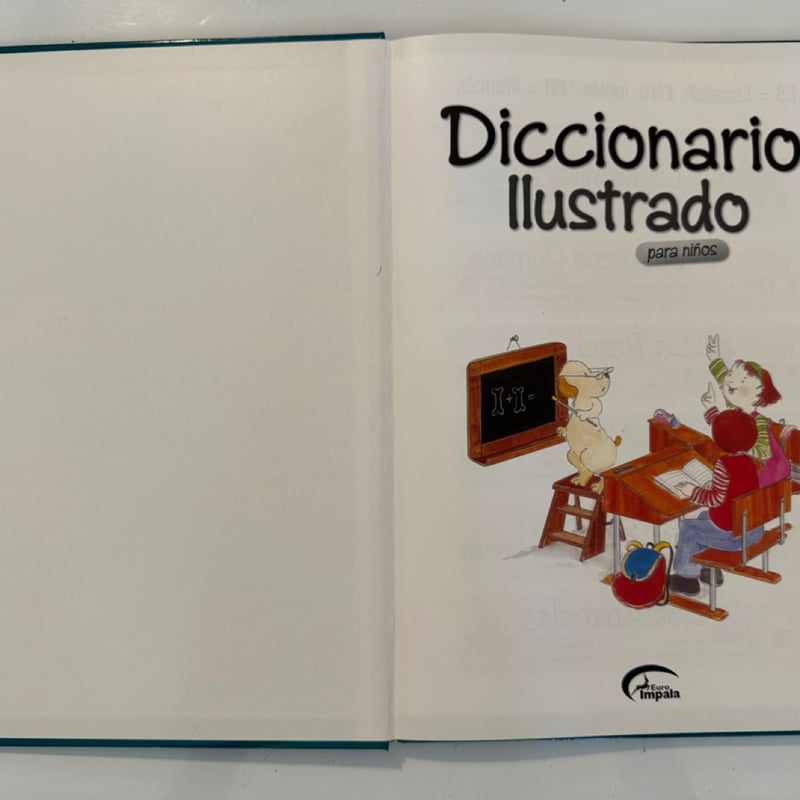 Diccionario
Ilustrado
para niños
I+I=
Euro
Impala